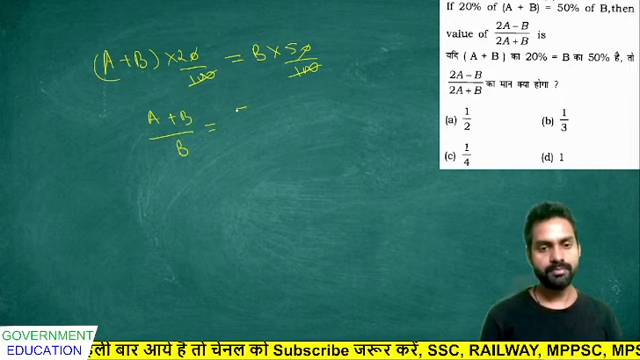 If 20% of (A + B) = 50% of B, then
value of (2A − B)/(2A + B) is
यदि ( A + B ) का 20% = B का 50% है, तो
(2A − B)/(2A + B) का मान क्या होगा ?
(a) 1/2 (b) 1/3
(c) 1/4 (d) 1
(A + B) × 20/100 = B × 50/100
(A + B)/B =
GOVERNMENT
EDUCATION
हली बार आये है तो चेनल को Subscribe जरूर करें, SSC, RAILWAY, MPPSC, MPS